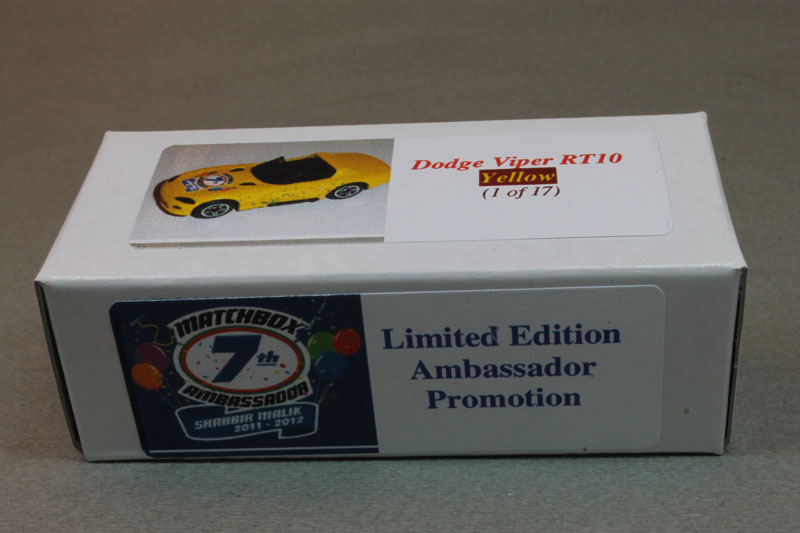 Dodge Viper RT10
Yellow
(1 of 17)
MATCHBOX
7th
AMBASSADOR
SHABBIR MALIK
2011 - 2012
Limited Edition
Ambassador
Promotion